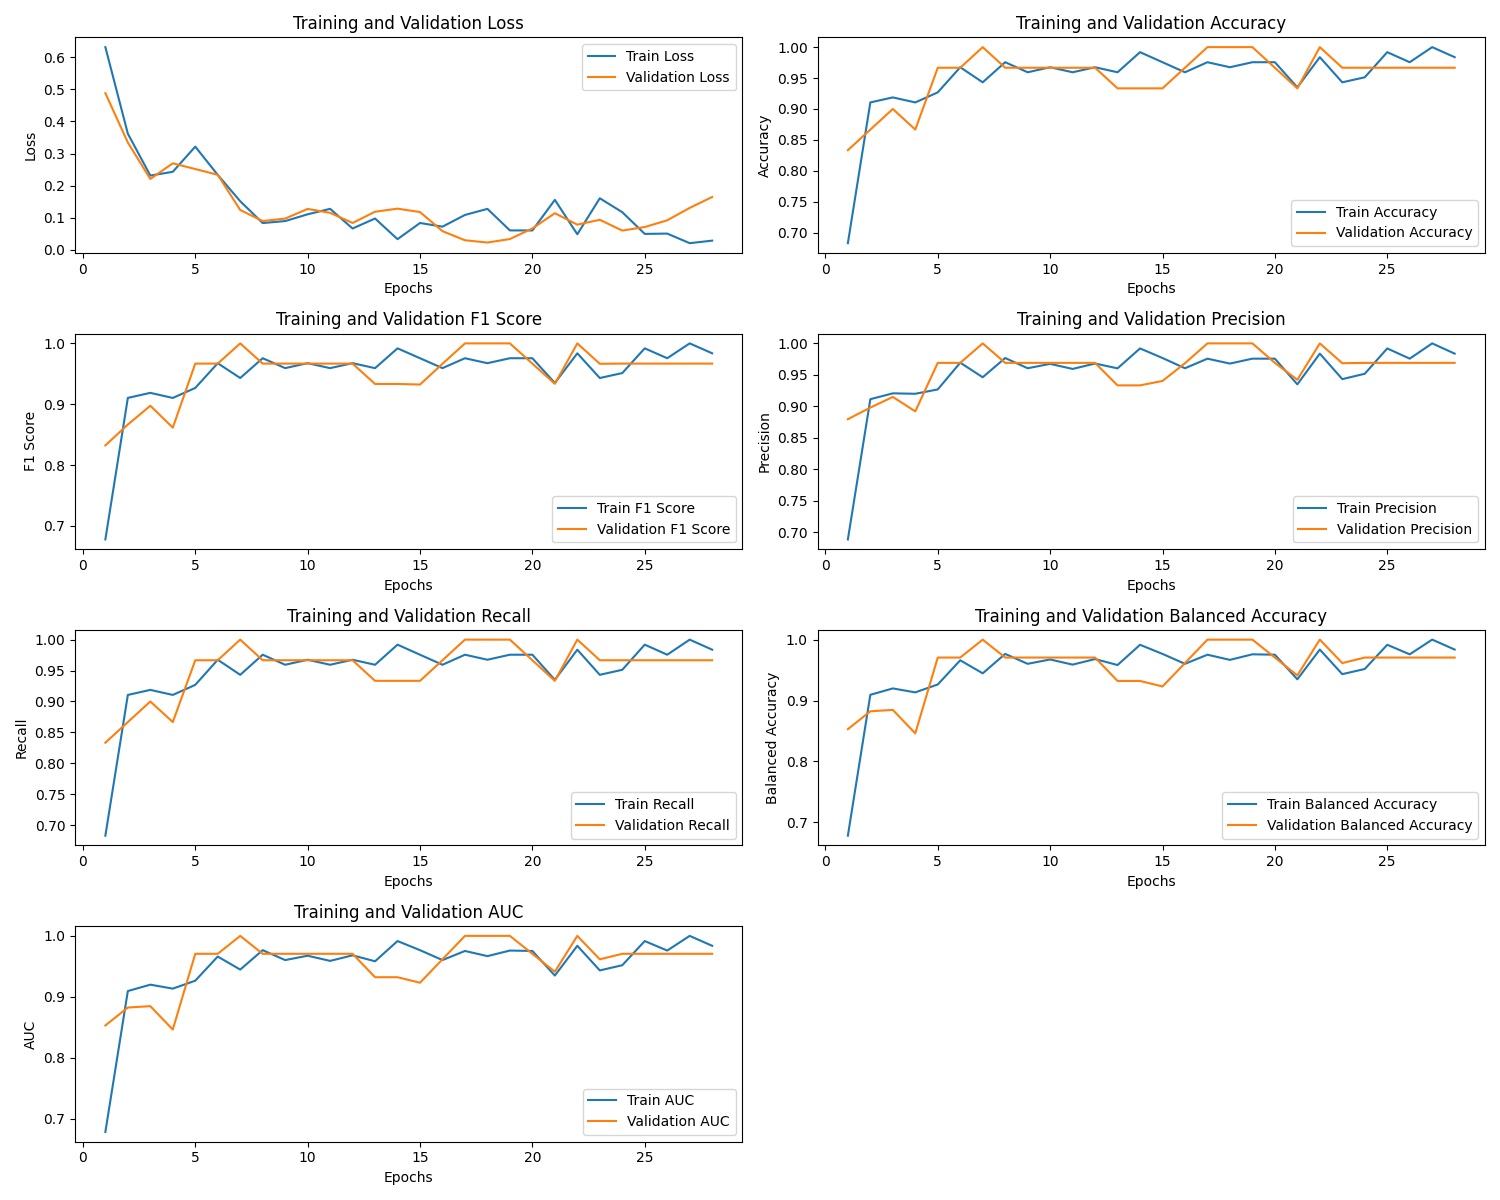 Training and Validation Loss
Loss
0.6
0.5
0.4
0.3
0.2
0.1
0.0
Train Loss
Validation Loss
0 5 10 15 20 25
Epochs
Training and Validation Accuracy
Accuracy
1.00
0.95
0.90
0.85
0.80
0.75
0.70
Train Accuracy
Validation Accuracy
0 5 10 15 20 25
Epochs
Training and Validation F1 Score
F1 Score
1.0
0.9
0.8
0.7
Train F1 Score
Validation F1 Score
0 5 10 15 20 25
Epochs
Training and Validation Precision
Precision
1.00
0.95
0.90
0.85
0.80
0.75
0.70
Train Precision
Validation Precision
0 5 10 15 20 25
Epochs
Training and Validation Recall
Recall
1.00
0.95
0.90
0.85
0.80
0.75
0.70
Train Recall
Validation Recall
0 5 10 15 20 25
Epochs
Training and Validation Balanced Accuracy
Balanced Accuracy
1.0
0.9
0.8
0.7
Train Balanced Accuracy
Validation Balanced Accuracy
0 5 10 15 20 25
Epochs
Training and Validation AUC
AUC
1.0
0.9
0.8
0.7
Train AUC
Validation AUC
0 5 10 15 20 25
Epochs